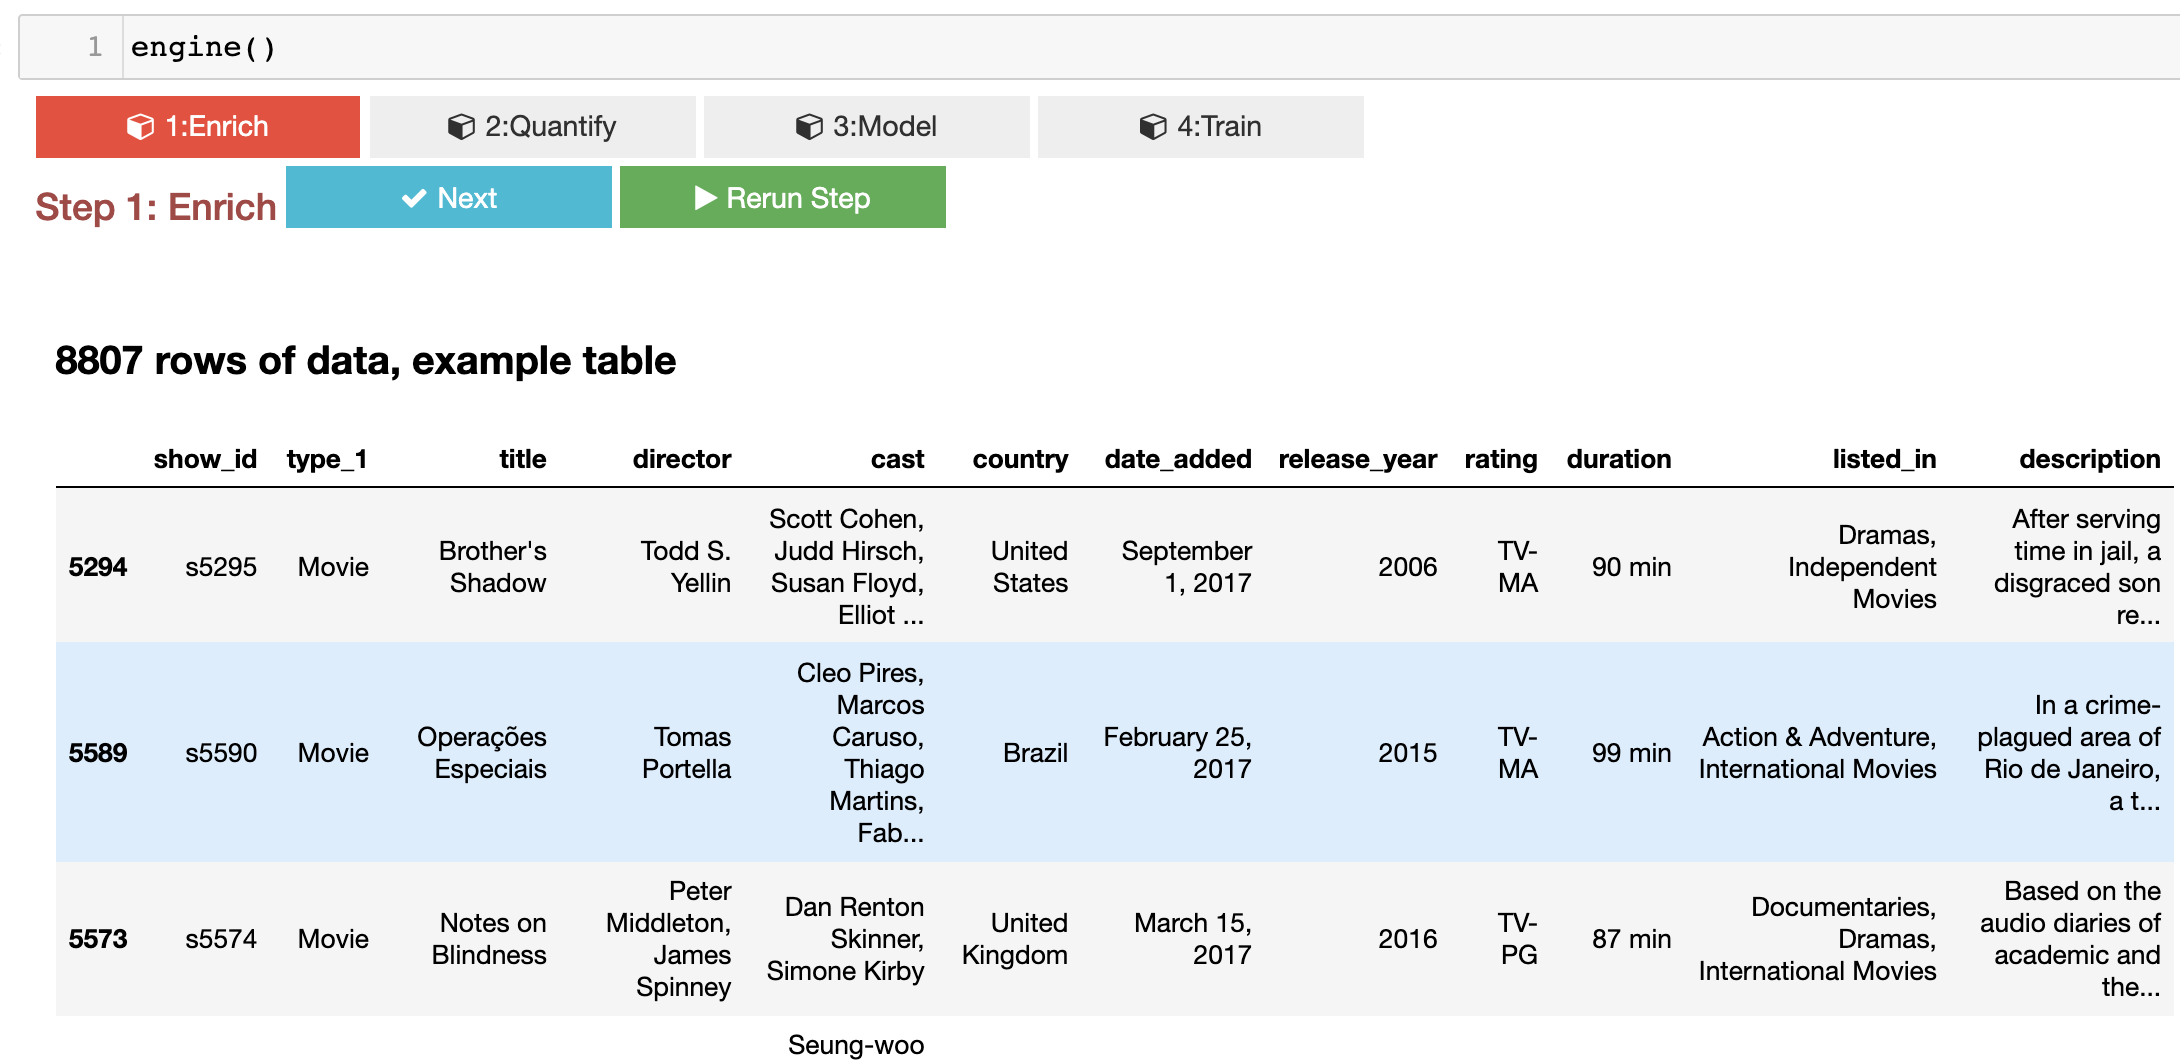 1 engine()
1:Enrich 2:Quantify 3:Model 4:Train
Step 1: Enrich Next Rerun Step
8807 rows of data, example table
show_id type_1 title director cast country date_added release_year rating duration listed_in description
5294 s5295 Movie Brother's Shadow Todd S. Yellin Scott Cohen, Judd Hirsch, Susan Floyd, Elliot ... United States September 1, 2017 2006 TV-MA 90 min Dramas, Independent Movies After serving time in jail, a disgraced son re...
5589 s5590 Movie Operações Especiais Tomas Portella Cleo Pires, Marcos Caruso, Thiago Martins, Fab... Brazil February 25, 2017 2015 TV-MA 99 min Action & Adventure, International Movies In a crime-plagued area of Rio de Janeiro, a t...
5573 s5574 Movie Notes on Blindness Peter Middleton, James Spinney Dan Renton Skinner, Simone Kirby United Kingdom March 15, 2017 2016 TV-PG 87 min Documentaries, Dramas, International Movies Based on the audio diaries of academic and the...
Seung-woo